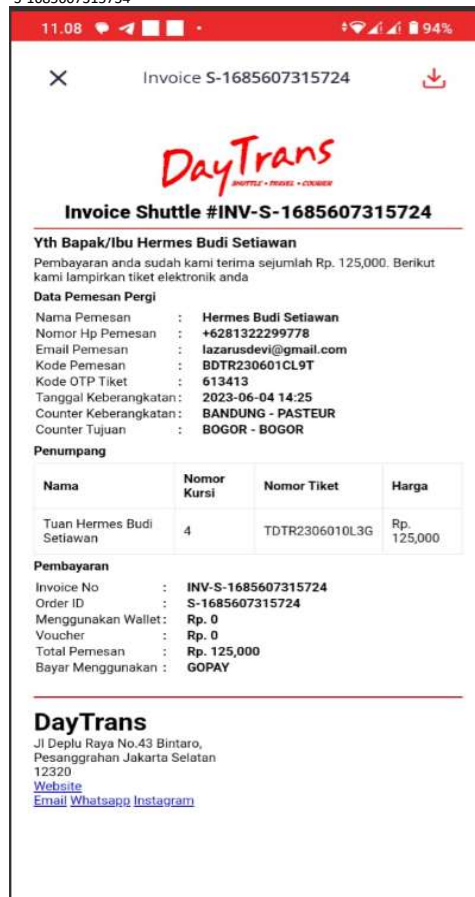 S-1685607315734
11.08
94%
Invoice S-1685607315724
DayTrans
SHUTTLE • TRAVEL • COURIER
Invoice Shuttle #INV-S-1685607315724
Yth Bapak/Ibu Hermes Budi Setiawan
Pembayaran anda sudah kami terima sejumlah Rp. 125,000. Berikut
kami lampirkan tiket elektronik anda
Data Pemesan Pergi
Nama Pemesan : Hermes Budi Setiawan
Nomor Hp Pemesan : +6281322299778
Email Pemesan : lazarusdevi@gmail.com
Kode Pemesan : BDTR230601CL9T
Kode OTP Tiket : 613413
Tanggal Keberangkatan : 2023-06-04 14:25
Counter Keberangkatan : BANDUNG - PASTEUR
Counter Tujuan : BOGOR - BOGOR
Penumpang
Nama Nomor Kursi Nomor Tiket Harga
Tuan Hermes Budi Setiawan 4 TDTR2306010L3G Rp. 125,000
Pembayaran
Invoice No : INV-S-1685607315724
Order ID : S-1685607315724
Menggunakan Wallet : Rp. 0
Voucher : Rp. 0
Total Pemesan : Rp. 125,000
Bayar Menggunakan : GOPAY
DayTrans
Jl Deplu Raya No.43 Bintaro,
Pesanggrahan Jakarta Selatan
12320
Website
Email Whatsapp Instagram